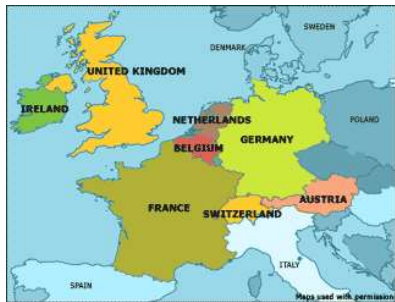 SWEDEN
DENMARK
UNITED KINGDOM
IRELAND
NETHERLANDS
POLAND
BELGIUM
GERMANY
AUSTRIA
FRANCE
SWITZERLAND
ITALY
SPAIN
Maps used with permission